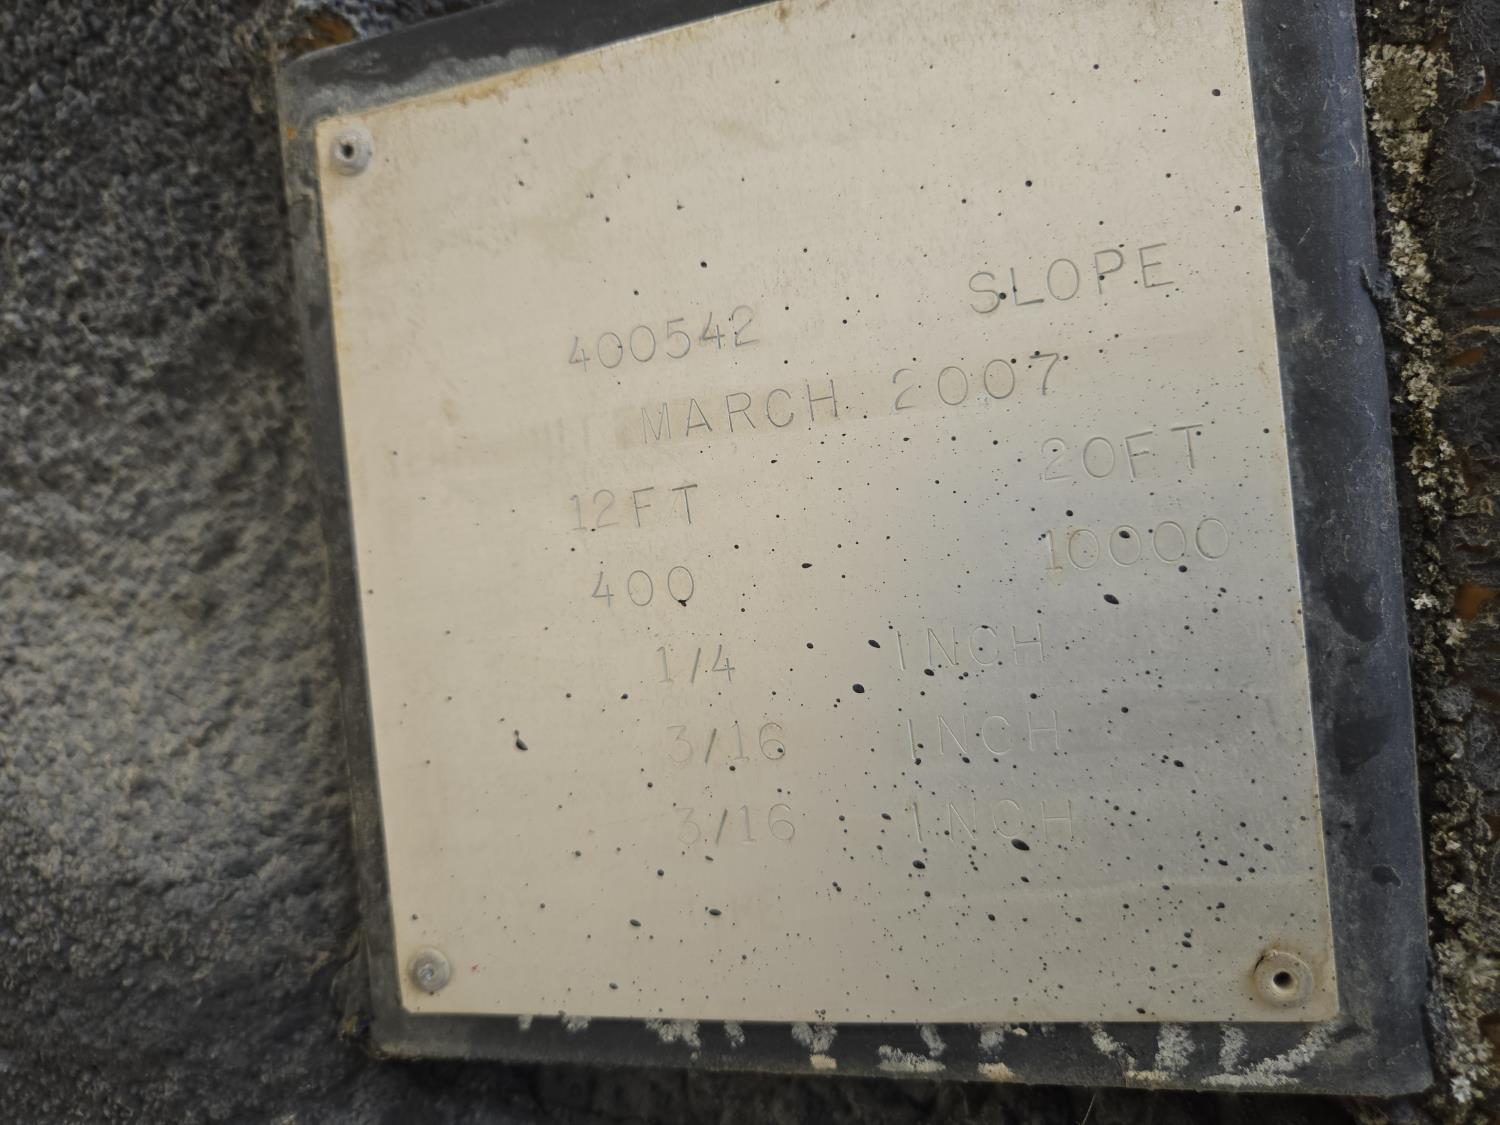 400542 SLOPE
MARCH 2007
12FT 20FT
400 10000
1/4 INCH
3/16 INCH
3/16 INCH